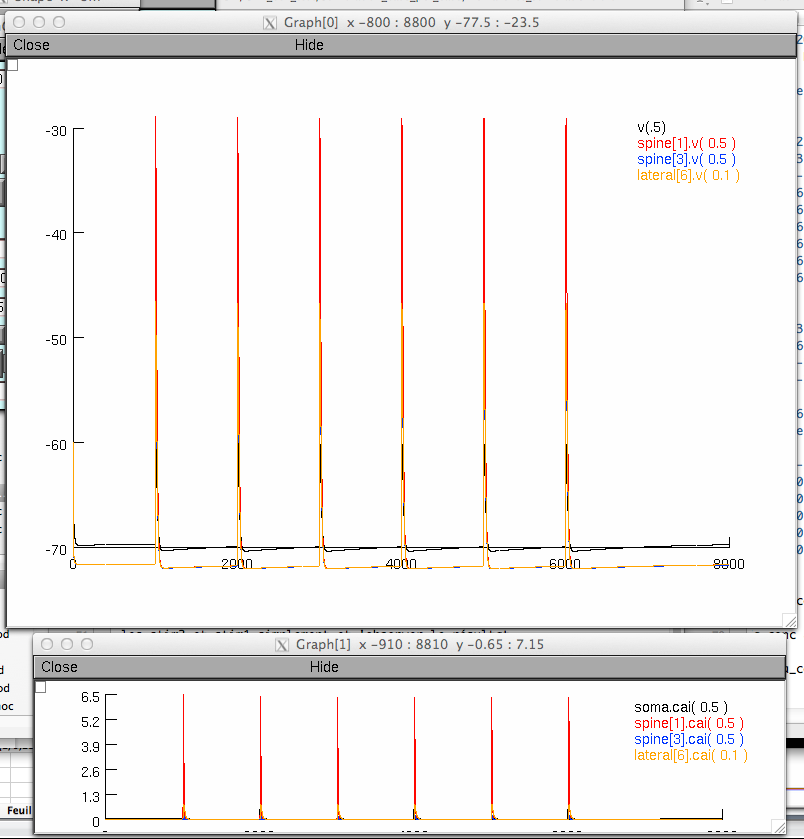 Graph[0]  x -800 : 8800  y -77.5 : -23.5
Close
Hide
v(.5)
spine[1].v( 0.5 )
spine[3].v( 0.5 )
lateral[6].v( 0.1 )
-30
-40
-50
-60
-70
0
2000
4000
6000
8000
Graph[1]  x -910 : 8810  y -0.65 : 7.15
Close
Hide
soma.cai( 0.5 )
spine[1].cai( 0.5 )
spine[3].cai( 0.5 )
lateral[6].cai( 0.1 )
6.5
5.2
3.9
2.6
1.3
0
Feuil